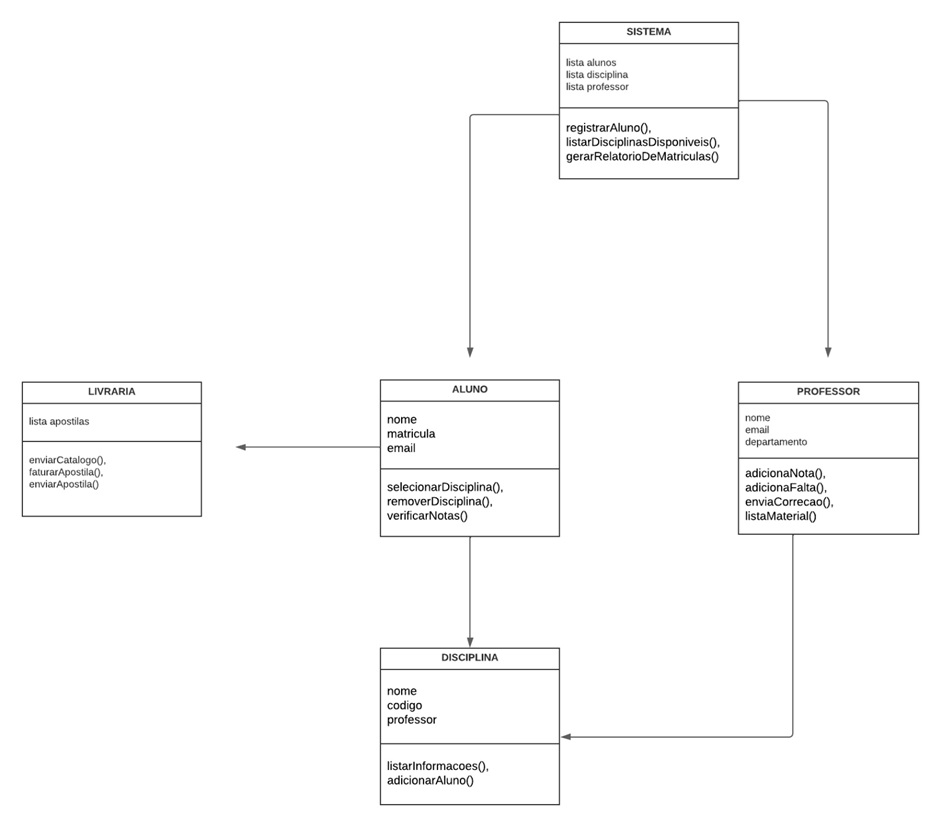 SISTEMA
lista alunos
lista disciplina
lista professor
registrarAluno(),
listarDisciplinasDisponiveis(),
gerarRelatorioDeMatriculas()
LIVRARIA
lista apostilas
enviarCatalogo(),
faturarApostila(),
enviarApostila()
ALUNO
nome
matricula
email
selecionarDisciplina(),
removerDisciplina(),
verificarNotas()
PROFESSOR
nome
email
departamento
adicionaNota(),
adicionaFalta(),
enviaCorrecao(),
listaMaterial()
DISCIPLINA
nome
codigo
professor
listarInformacoes(),
adicionarAluno()